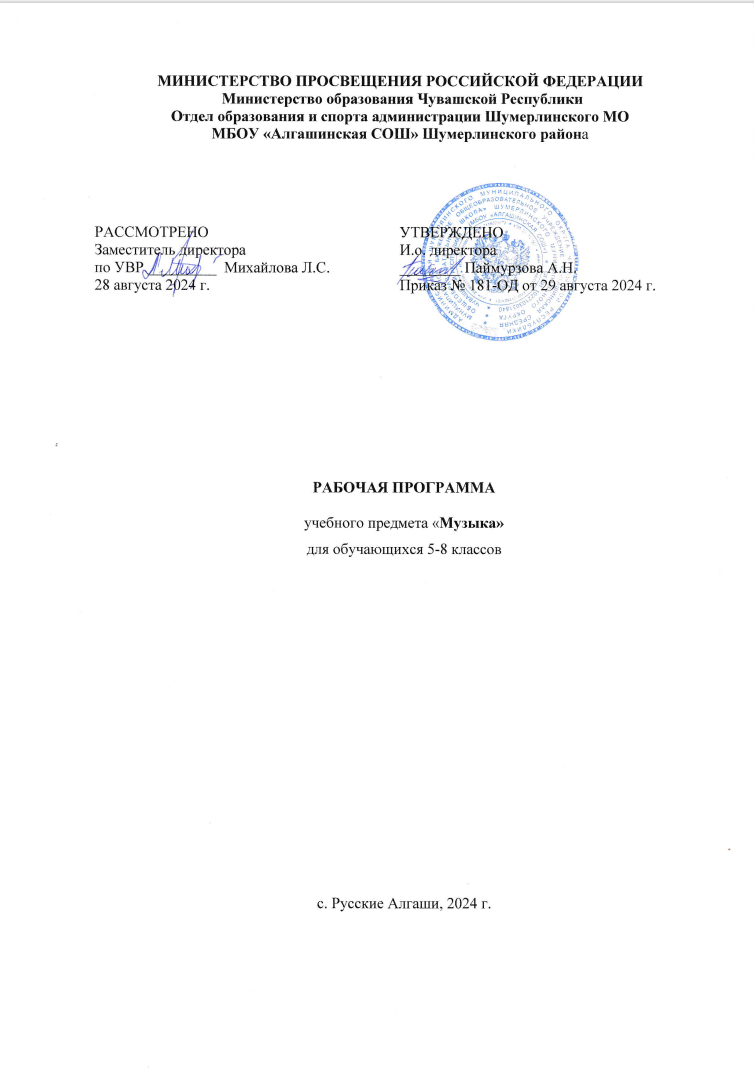 МИНИСТЕРСТВО ПРОСВЕЩЕНИЯ РОССИЙСКОЙ ФЕДЕРАЦИИ
Министерство образования Чувашской Республики
Отдел образования и спорта администрации Шумерлинского МО
МБОУ «Алгашинская СОШ» Шумерлинского района
РАССМОТРЕНО
Заместитель директора
по УВР __________ Михайлова Л.С.
28 августа 2024 г.
УТВЕРЖДЕНО
И.о. директора
________ Паймурзова А.Н.
Приказ № 181-ОД от 29 августа 2024 г.
РАБОЧАЯ ПРОГРАММА
учебного предмета «Музыка»
для обучающихся 5-8 классов
с. Русские Алгаши, 2024 г.